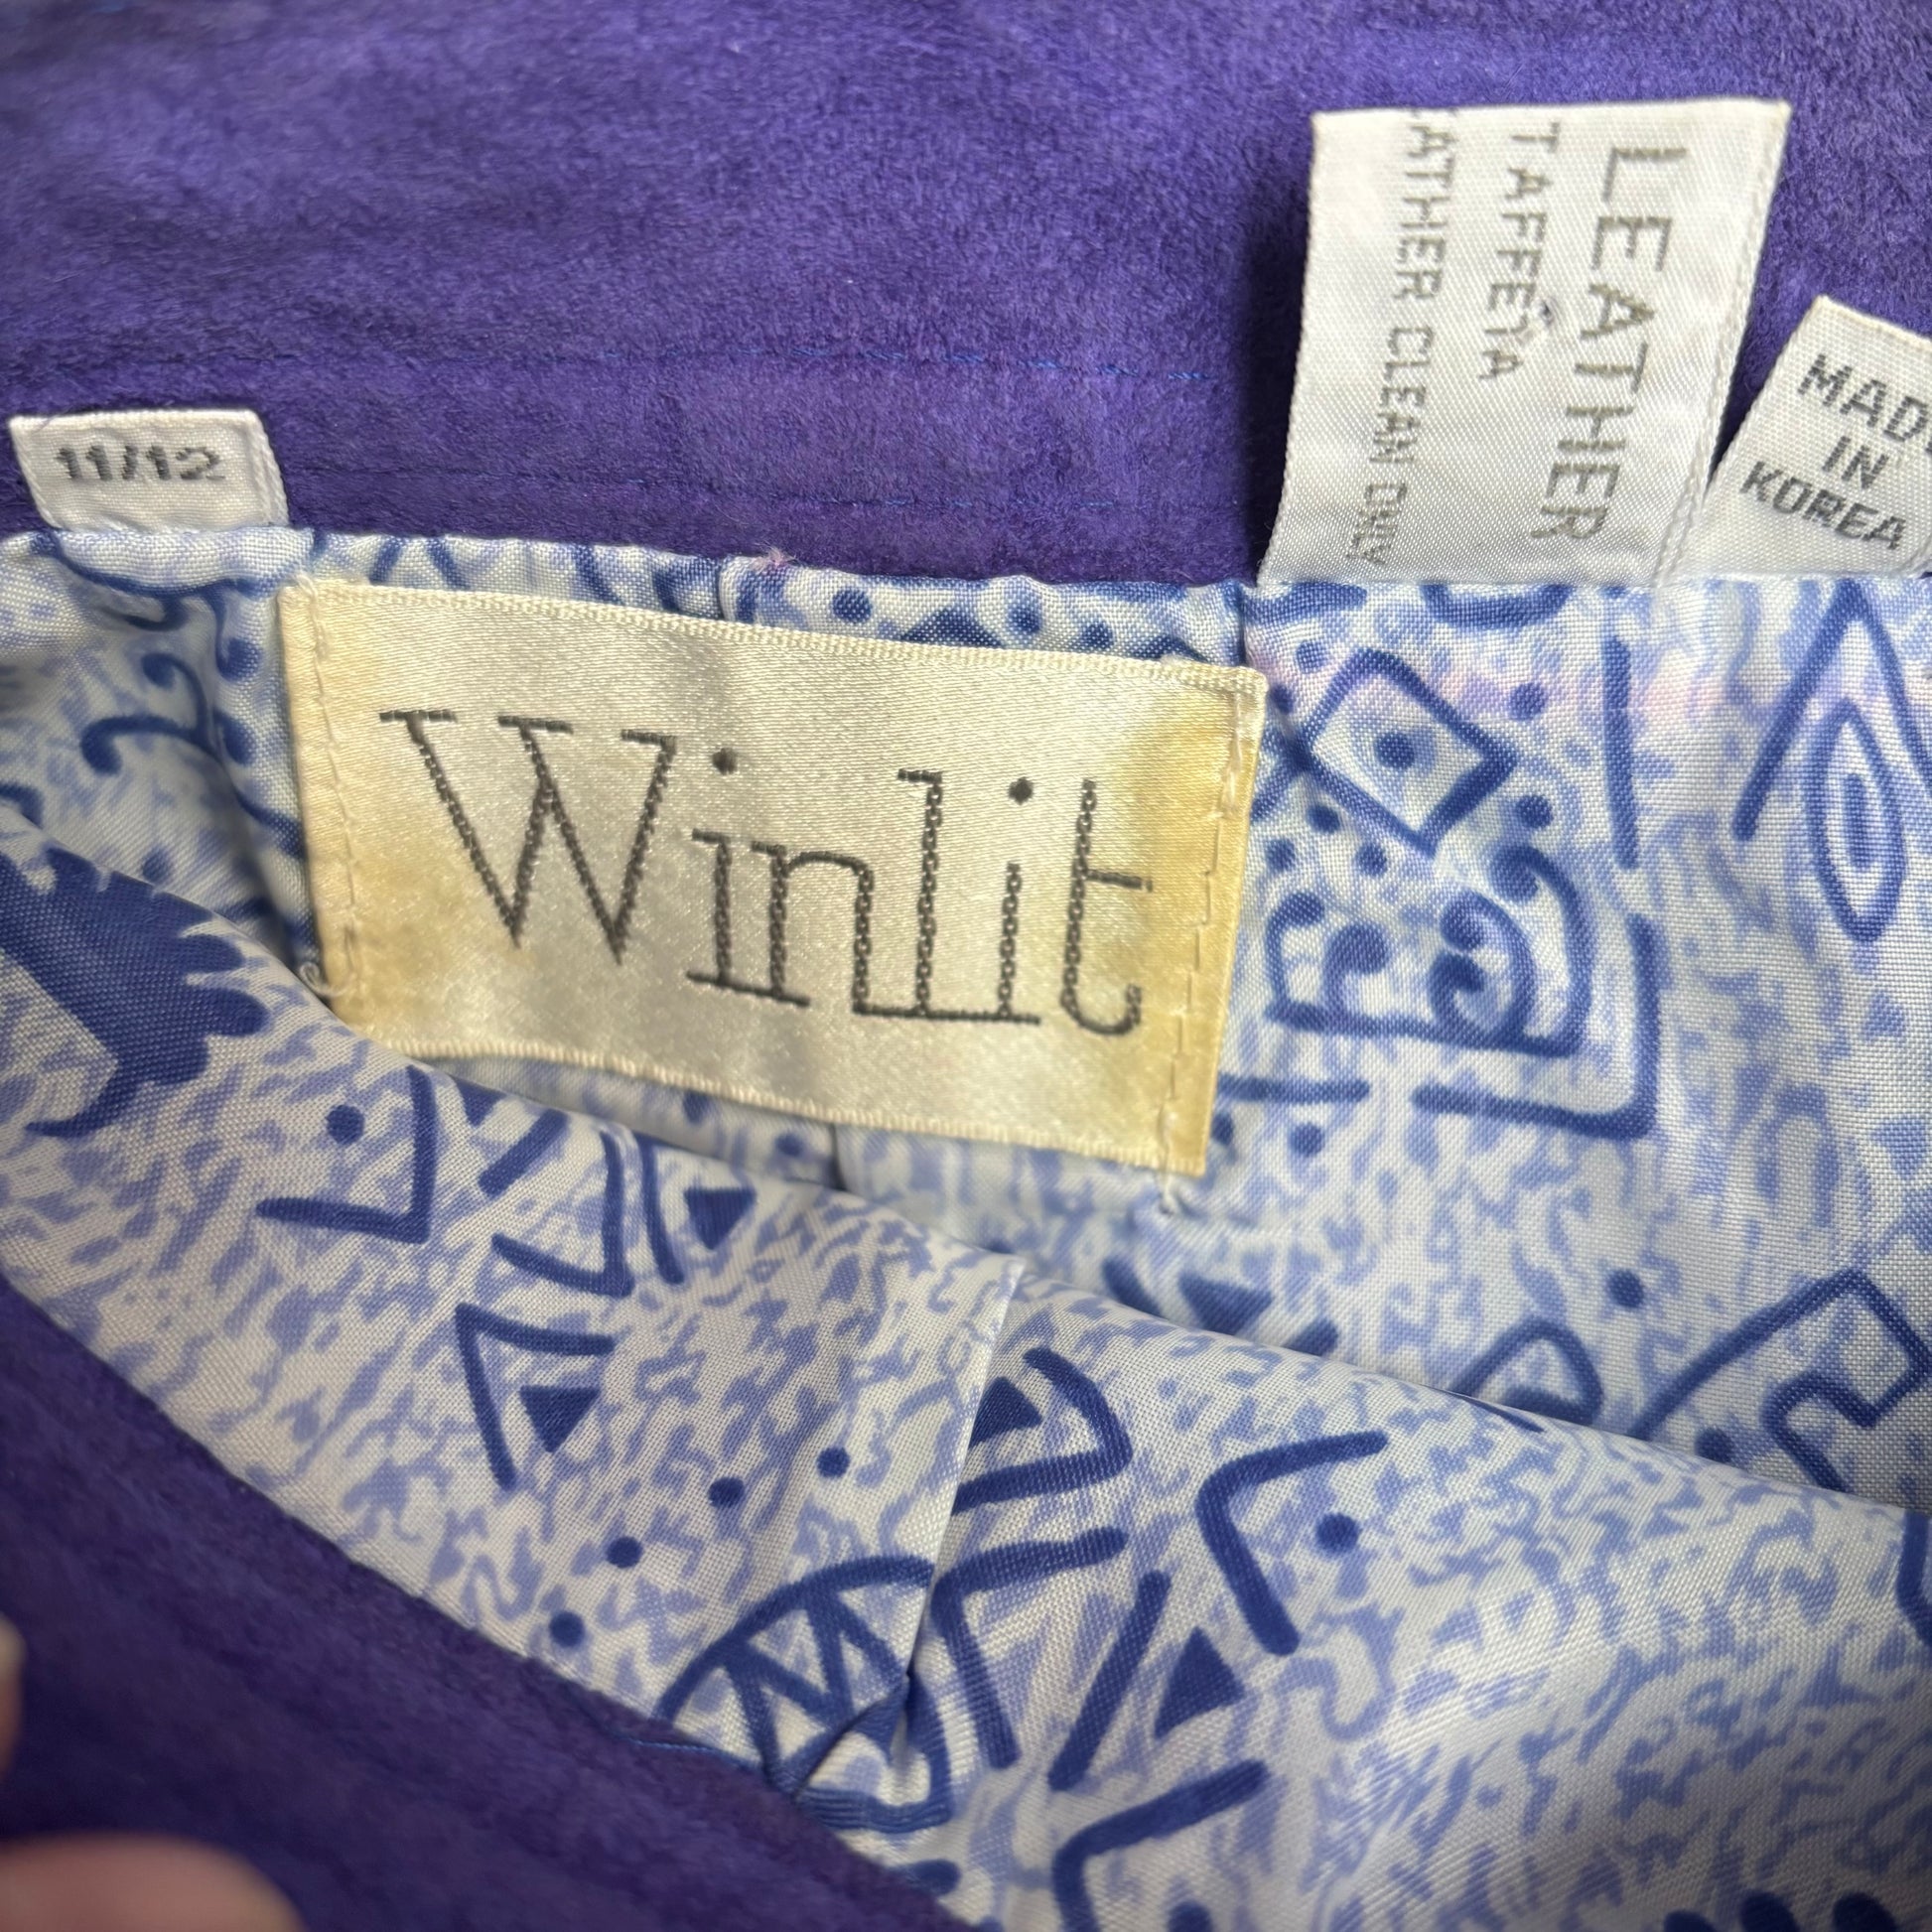 11/12
Winlit
LEATHER
TAFFETA
LEATHER CLEAN ONLY
MADE
IN
KOREA